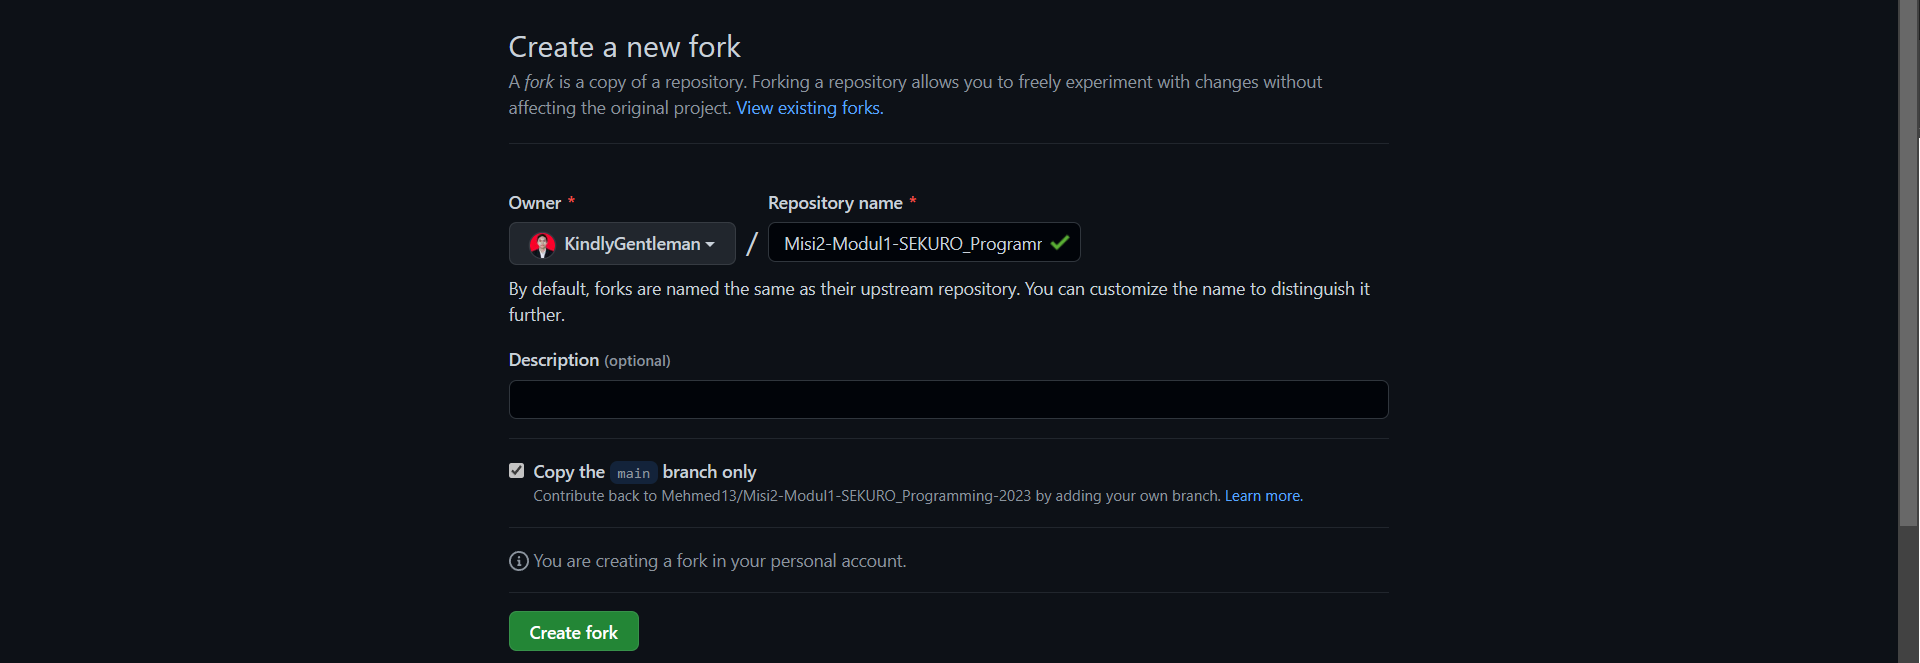 Create a new fork
A fork is a copy of a repository. Forking a repository allows you to freely experiment with changes without
affecting the original project. View existing forks.
Owner * Repository name *
KindlyGentleman / Misi2-Modul1-SEKURO_Programm
By default, forks are named the same as their upstream repository. You can customize the name to distinguish it
further.
Description (optional)
Copy the main branch only
Contribute back to Mehmed13/Misi2-Modul1-SEKURO_Programming-2023 by adding your own branch. Learn more.
You are creating a fork in your personal account.
Create fork